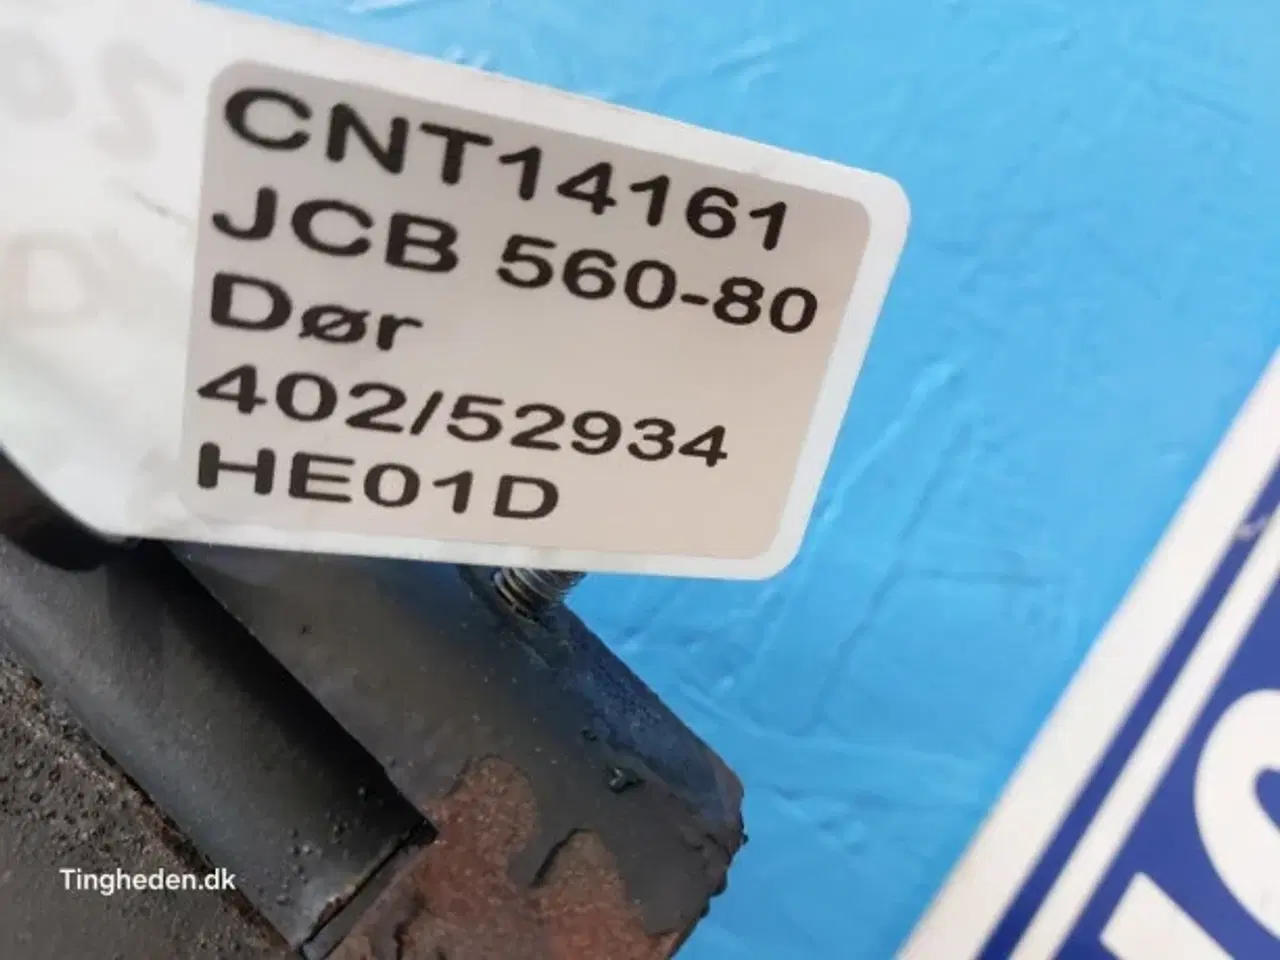 CNT14161
JCB 560-80
Dør
402/52934
HE01D
Tingheden.dk